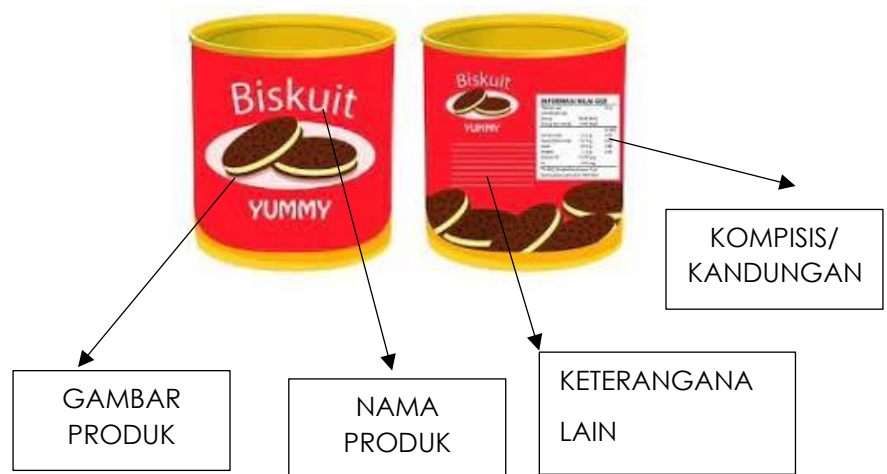 Biskuit
YUMMY
Biskuit
YUMMY
INFORMASI NILAI GIZI
KOMPISIS/
KANDUNGAN
GAMBAR
PRODUK
NAMA
PRODUK
KETERANGANA
LAIN